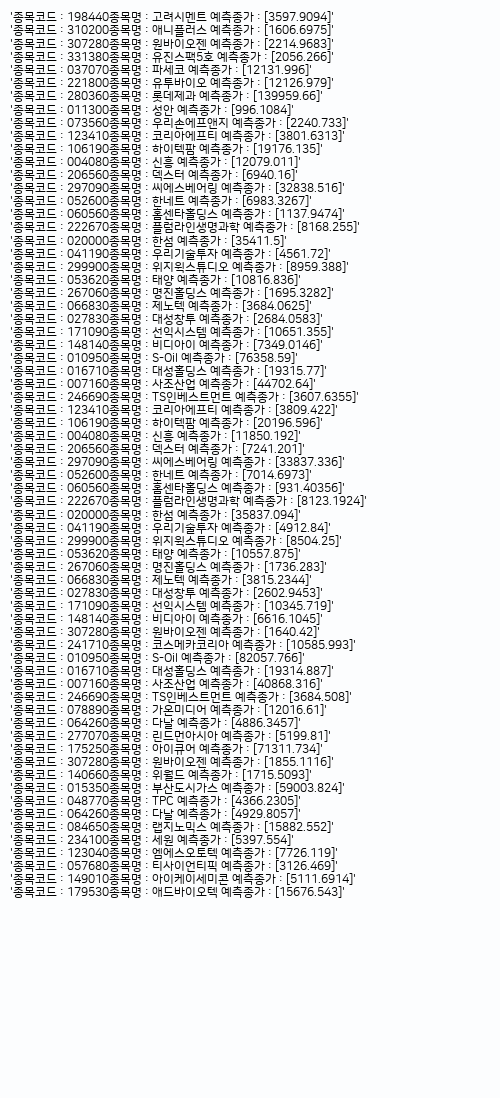 '종목코드 : 198440종목명 : 고려시멘트 예측종가 : [3597.9094]'
'종목코드 : 310200종목명 : 애니플러스 예측종가 : [1606.6975]'
'종목코드 : 307280종목명 : 원바이오젠 예측종가 : [2214.9683]'
'종목코드 : 331380종목명 : 유진스팩5호 예측종가 : [2056.266]'
'종목코드 : 037070종목명 : 파세코 예측종가 : [12131.996]'
'종목코드 : 221800종목명 : 유투바이오 예측종가 : [12126.979]'
'종목코드 : 280360종목명 : 롯데제과 예측종가 : [139959.66]'
'종목코드 : 011300종목명 : 성안 예측종가 : [996.1084]'
'종목코드 : 073560종목명 : 우리손에프앤지 예측종가 : [2240.733]'
'종목코드 : 123410종목명 : 코리아에프티 예측종가 : [3801.6313]'
'종목코드 : 106190종목명 : 하이텍팜 예측종가 : [19176.135]'
'종목코드 : 004080종목명 : 신흥 예측종가 : [12079.011]'
'종목코드 : 206560종목명 : 덱스터 예측종가 : [6940.16]'
'종목코드 : 297090종목명 : 씨에스베어링 예측종가 : [32838.516]'
'종목코드 : 052600종목명 : 한네트 예측종가 : [6983.3267]'
'종목코드 : 060560종목명 : 홈센타홀딩스 예측종가 : [1137.9474]'
'종목코드 : 222670종목명 : 플럼라인생명과학 예측종가 : [8168.255]'
'종목코드 : 020000종목명 : 한섬 예측종가 : [35411.5]'
'종목코드 : 041190종목명 : 우리기술투자 예측종가 : [4561.72]'
'종목코드 : 299900종목명 : 위지윅스튜디오 예측종가 : [8959.388]'
'종목코드 : 053620종목명 : 태양 예측종가 : [10816.836]'
'종목코드 : 267060종목명 : 명진홀딩스 예측종가 : [1695.3282]'
'종목코드 : 066830종목명 : 제노텍 예측종가 : [3684.0625]'
'종목코드 : 027830종목명 : 대성창투 예측종가 : [2684.0583]'
'종목코드 : 171090종목명 : 선익시스템 예측종가 : [10651.355]'
'종목코드 : 148140종목명 : 비디아이 예측종가 : [7349.0146]'
'종목코드 : 010950종목명 : S-Oil 예측종가 : [76358.59]'
'종목코드 : 016710종목명 : 대성홀딩스 예측종가 : [19315.77]'
'종목코드 : 007160종목명 : 사조산업 예측종가 : [44702.64]'
'종목코드 : 246690종목명 : TS인베스트먼트 예측종가 : [3607.6355]'
'종목코드 : 123410종목명 : 코리아에프티 예측종가 : [3809.422]'
'종목코드 : 106190종목명 : 하이텍팜 예측종가 : [20196.596]'
'종목코드 : 004080종목명 : 신흥 예측종가 : [11850.192]'
'종목코드 : 206560종목명 : 덱스터 예측종가 : [7241.201]'
'종목코드 : 297090종목명 : 씨에스베어링 예측종가 : [33837.336]'
'종목코드 : 052600종목명 : 한네트 예측종가 : [7014.6973]'
'종목코드 : 060560종목명 : 홈센타홀딩스 예측종가 : [931.40356]'
'종목코드 : 222670종목명 : 플럼라인생명과학 예측종가 : [8123.1924]'
'종목코드 : 020000종목명 : 한섬 예측종가 : [35837.094]'
'종목코드 : 041190종목명 : 우리기술투자 예측종가 : [4912.84]'
'종목코드 : 299900종목명 : 위지윅스튜디오 예측종가 : [8504.25]'
'종목코드 : 053620종목명 : 태양 예측종가 : [10557.875]'
'종목코드 : 267060종목명 : 명진홀딩스 예측종가 : [1736.283]'
'종목코드 : 066830종목명 : 제노텍 예측종가 : [3815.2344]'
'종목코드 : 027830종목명 : 대성창투 예측종가 : [2602.9453]'
'종목코드 : 171090종목명 : 선익시스템 예측종가 : [10345.719]'
'종목코드 : 148140종목명 : 비디아이 예측종가 : [6616.1045]'
'종목코드 : 307280종목명 : 원바이오젠 예측종가 : [1640.42]'
'종목코드 : 241710종목명 : 코스메카코리아 예측종가 : [10585.993]'
'종목코드 : 010950종목명 : S-Oil 예측종가 : [82057.766]'
'종목코드 : 016710종목명 : 대성홀딩스 예측종가 : [19314.887]'
'종목코드 : 007160종목명 : 사조산업 예측종가 : [40868.316]'
'종목코드 : 246690종목명 : TS인베스트먼트 예측종가 : [3684.508]'
'종목코드 : 078890종목명 : 가온미디어 예측종가 : [12016.61]'
'종목코드 : 064260종목명 : 다날 예측종가 : [4886.3457]'
'종목코드 : 277070종목명 : 린드먼아시아 예측종가 : [5199.81]'
'종목코드 : 175250종목명 : 아이큐어 예측종가 : [71311.734]'
'종목코드 : 307280종목명 : 원바이오젠 예측종가 : [1855.1116]'
'종목코드 : 140660종목명 : 위월드 예측종가 : [1715.5093]'
'종목코드 : 015350종목명 : 부산도시가스 예측종가 : [59003.824]'
'종목코드 : 048770종목명 : TPC 예측종가 : [4366.2305]'
'종목코드 : 064260종목명 : 다날 예측종가 : [4929.8057]'
'종목코드 : 084650종목명 : 랩지노믹스 예측종가 : [15882.552]'
'종목코드 : 234100종목명 : 세원 예측종가 : [5397.554]'
'종목코드 : 123040종목명 : 엠에스오토텍 예측종가 : [7726.119]'
'종목코드 : 057680종목명 : 티사이언티픽 예측종가 : [3126.469]'
'종목코드 : 149010종목명 : 아이케이세미콘 예측종가 : [5111.6914]'
'종목코드 : 179530종목명 : 애드바이오텍 예측종가 : [15676.543]'